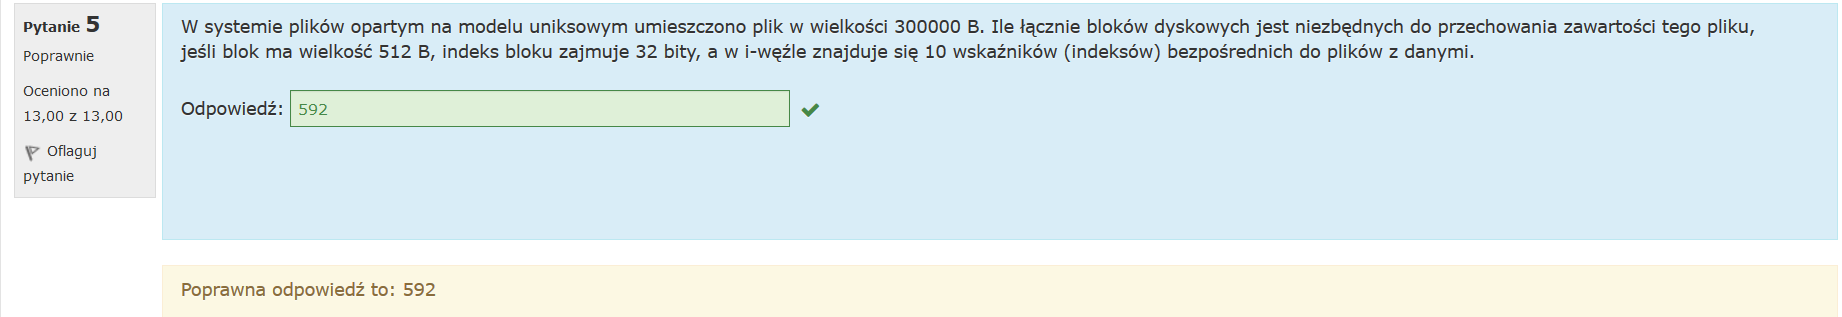 Pytanie 5
Poprawnie
Oceniono na
13,00 z 13,00
Oflaguj
pytanie
W systemie plików opartym na modelu uniksowym umieszczono plik w wielkości 300000 B. Ile łącznie bloków dyskowych jest niezbędnych do przechowania zawartości tego pliku,
jeśli blok ma wielkość 512 B, indeks bloku zajmuje 32 bity, a w i-węźle znajduje się 10 wskaźników (indeksów) bezpośrednich do plików z danymi.
Odpowiedź: 592
Poprawna odpowiedź to: 592